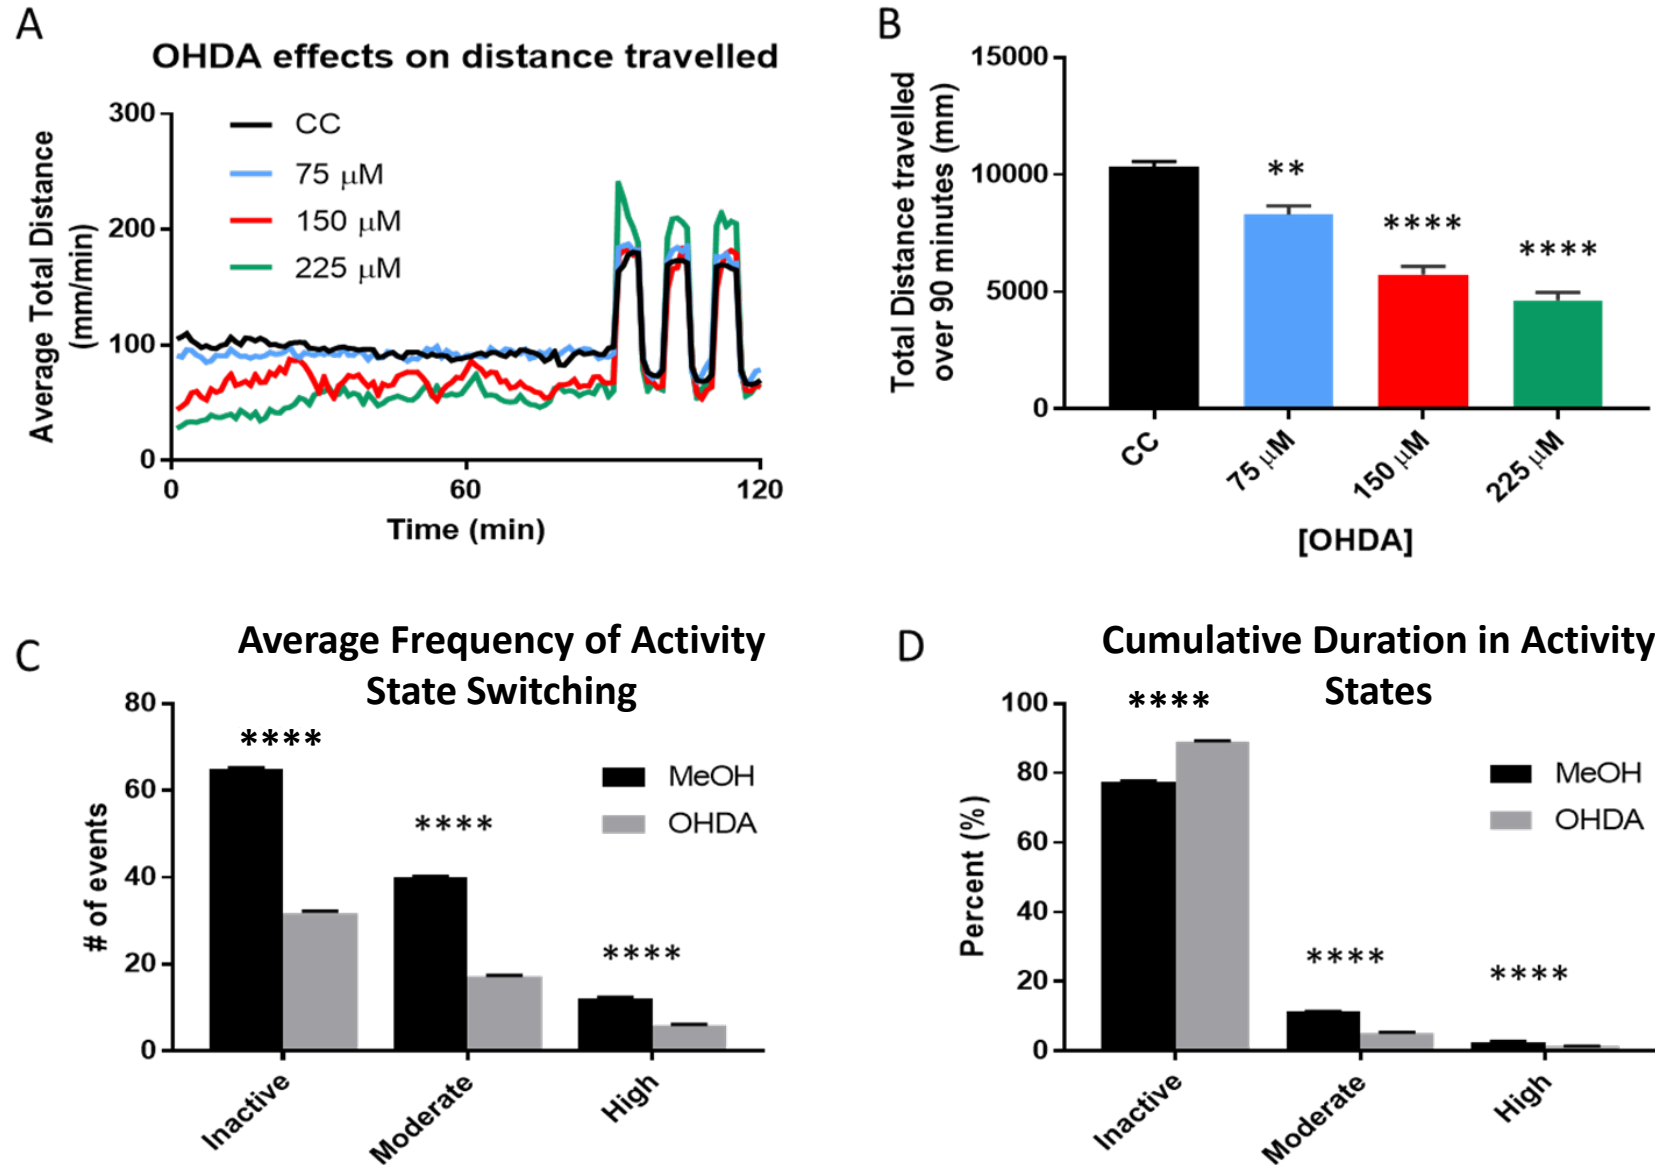 A
OHDA effects on distance travelled
Average Total Distance
(mm/min)
300
200
100
0
CC
75 μM
150 μM
225 μM
0
60
120
Time (min)
B
Total Distance travelled
over 90 minutes (mm)
15000
10000
5000
0
**
****
****
CC
75 μM
150 μM
225 μM
[OHDA]
C
Average Frequency of Activity
State Switching
# of events
80
60
40
20
0
****
****
****
MeOH
OHDA
Inactive
Moderate
High
D
Cumulative Duration in Activity
States
Percent (%)
100
80
60
40
20
0
****
****
****
MeOH
OHDA
Inactive
Moderate
High